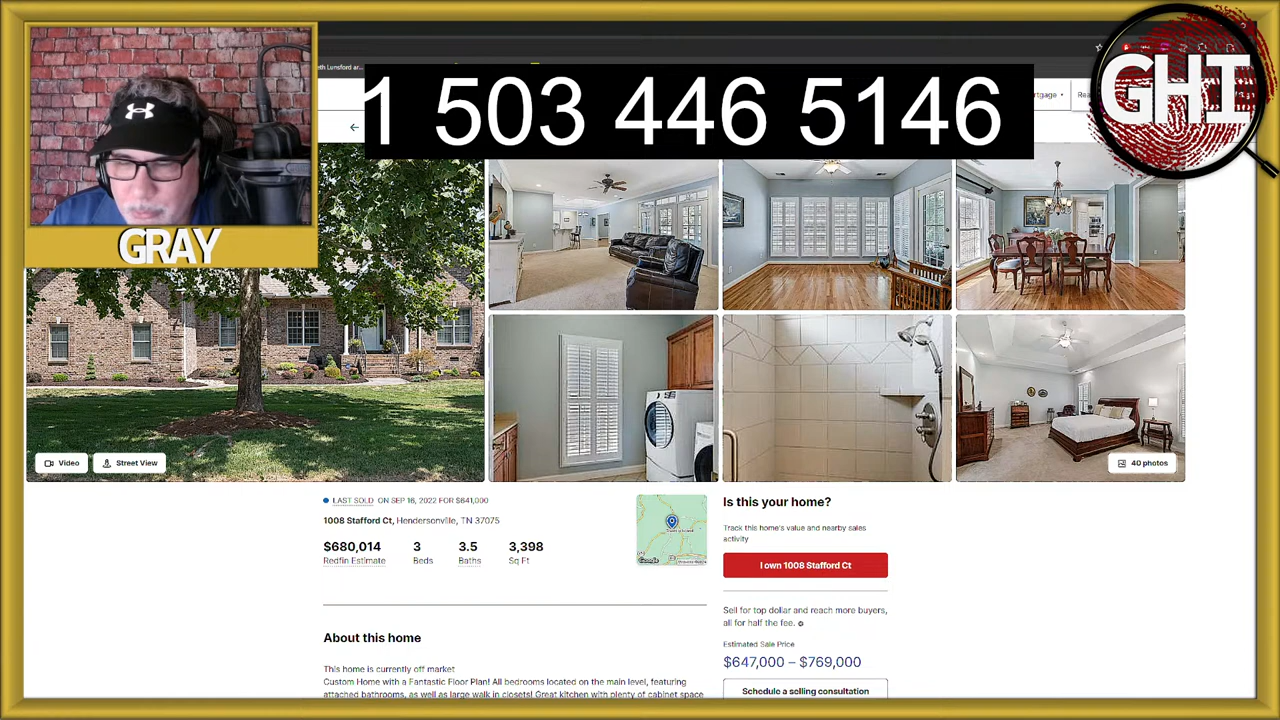 eth Lunsford ar...
1 503 446 5146
GHI
rtgage
Rea
GRAY
Video
Street View
40 photos
LAST SOLD ON SEP 16, 2022 FOR $641,000
1008 Stafford Ct, Hendersonville, TN 37075
$680,014 3 3.5 3,398
Redfin Estimate Beds Baths Sq Ft
Google
Is this your home?
Track this home's value and nearby sales
activity
I own 1008 Stafford Ct
Sell for top dollar and reach more buyers,
all for half the fee.
Estimated Sale Price
$647,000 – $769,000
Schedule a selling consultation
About this home
This home is currently off market
Custom Home with a Fantastic Floor Plan! All bedrooms located on the main level, featuring
attached bathrooms, as well as large walk in closets! Great kitchen with plenty of cabinet space